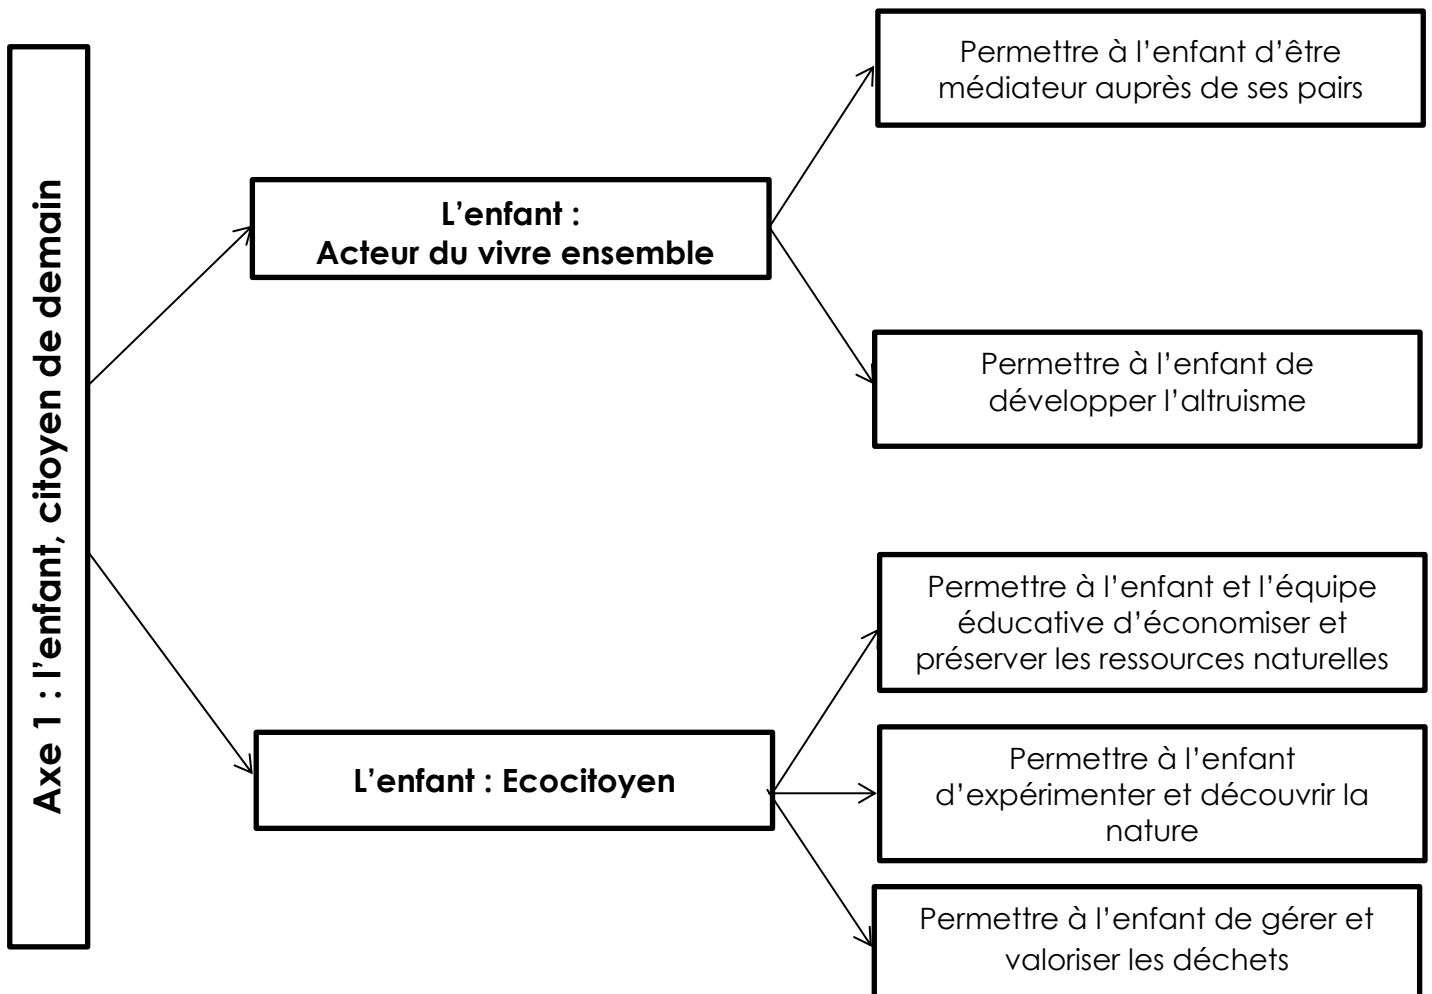 Axe 1 : l’enfant, citoyen de demain
L’enfant :
Acteur du vivre ensemble
Permettre à l’enfant d’être
médiateur auprès de ses pairs
Permettre à l’enfant de
développer l’altruisme
L’enfant : Ecocitoyen
Permettre à l’enfant et l’équipe
éducative d’économiser et
préserver les ressources naturelles
Permettre à l’enfant
d’expérimenter et découvrir la
nature
Permettre à l’enfant de gérer et
valoriser les déchets